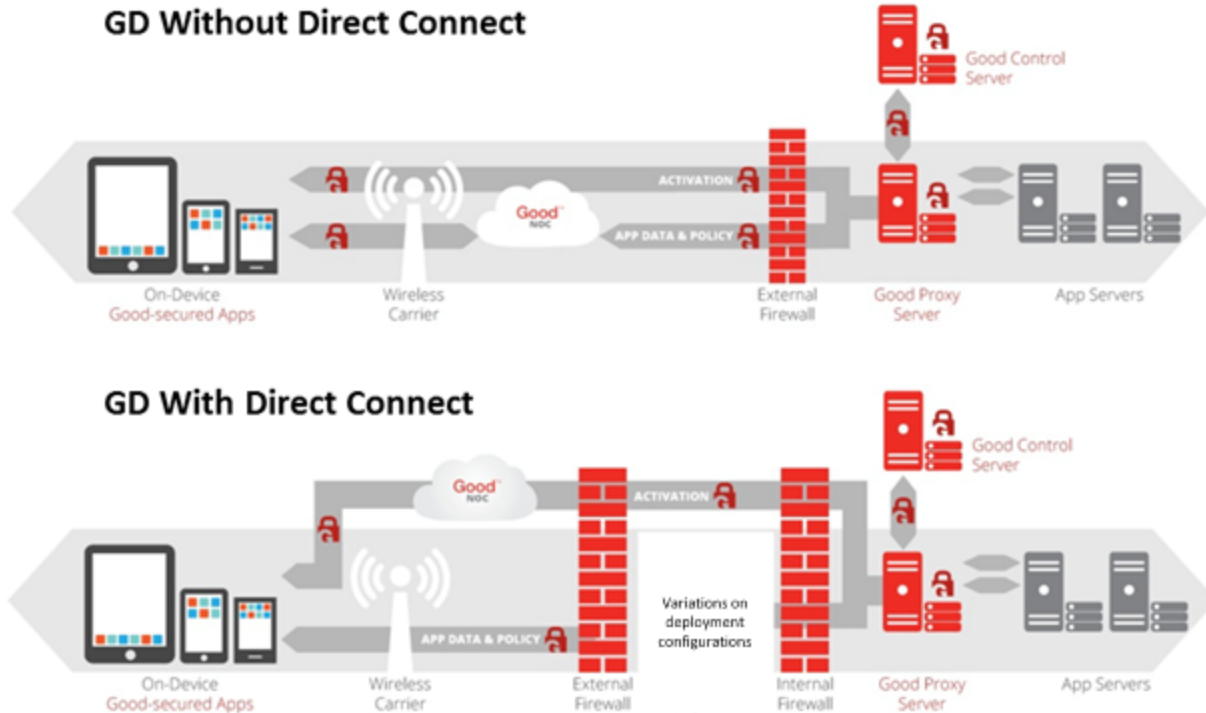 GD Without Direct Connect
Good Control
Server
ACTIVATION
Good™
NOC
APP DATA & POLICY
On-Device
Good-secured Apps
Wireless
Carrier
External
Firewall
Good Proxy
Server
App Servers
GD With Direct Connect
Good Control
Server
Good™
NOC
ACTIVATION
Variations on
deployment
configurations
APP DATA & POLICY
On-Device
Good-secured Apps
Wireless
Carrier
External
Firewall
Internal
Firewall
Good Proxy
Server
App Servers